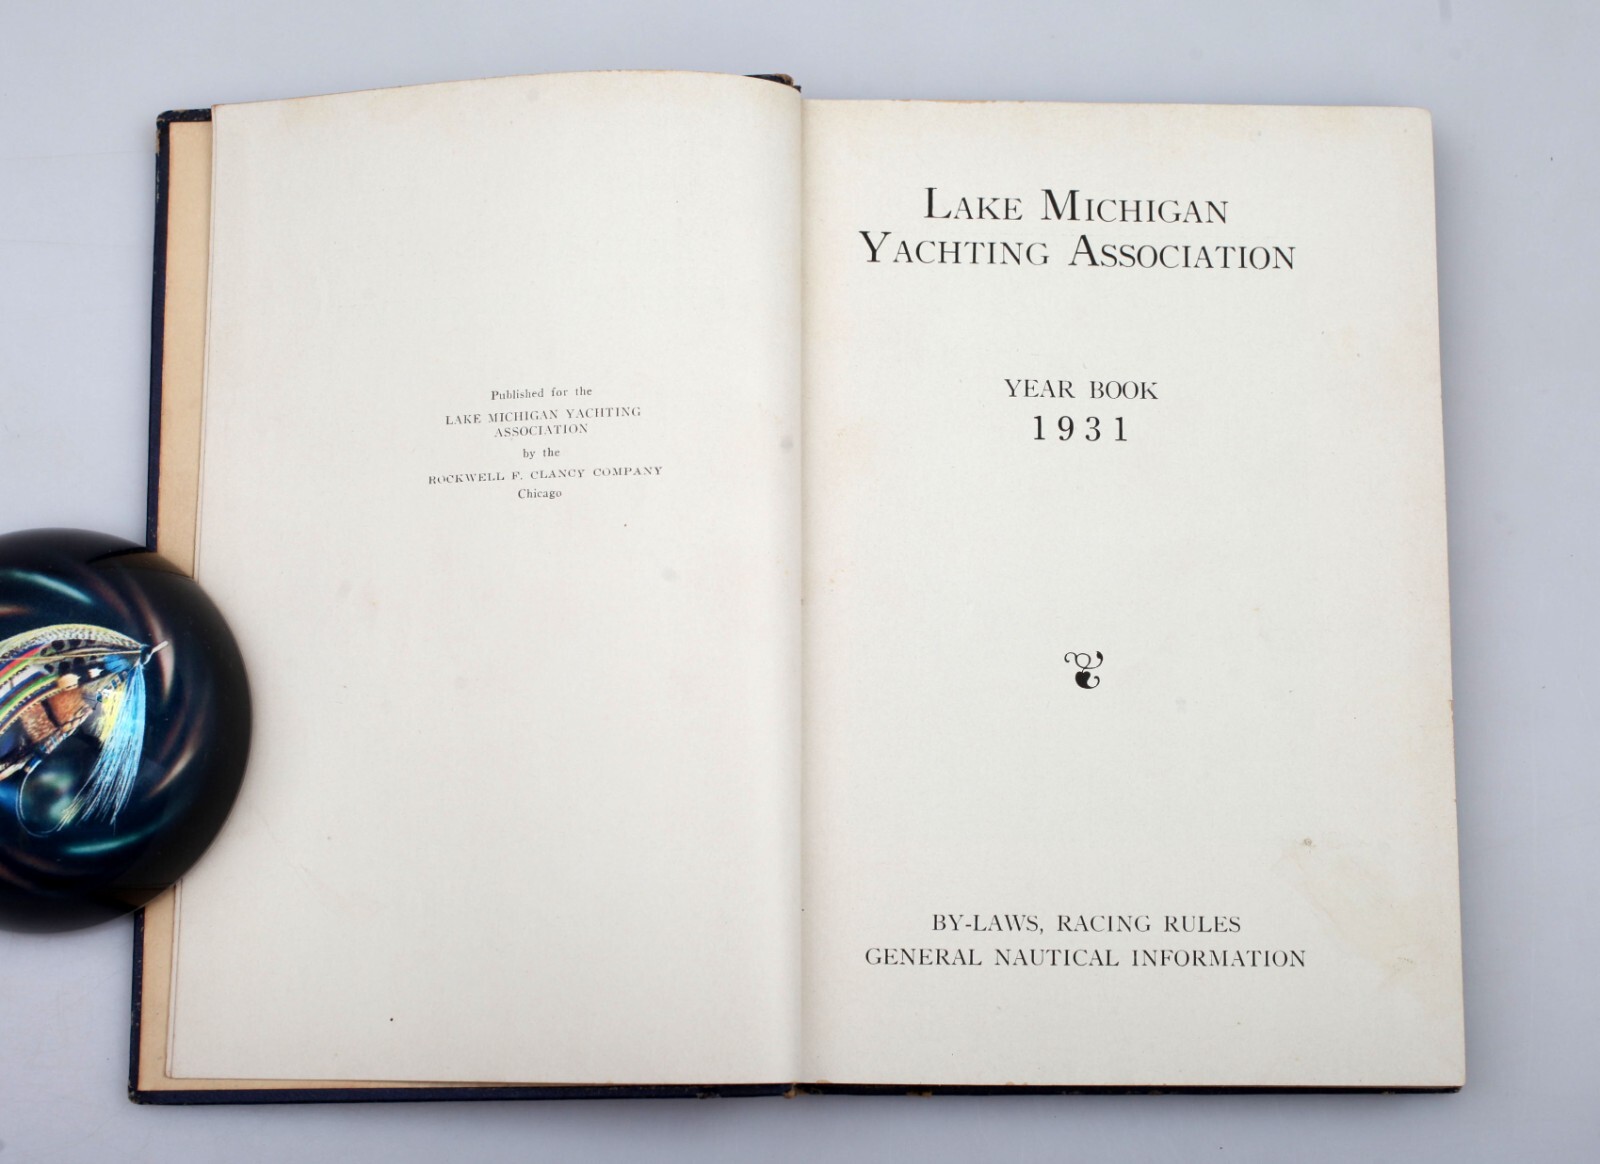 Published for the
LAKE MICHIGAN YACHTING
ASSOCIATION
by the
ROCKWELL F. CLANCY COMPANY
Chicago
LAKE MICHIGAN
YACHTING ASSOCIATION
YEAR BOOK
1931
BY-LAWS, RACING RULES
GENERAL NAUTICAL INFORMATION